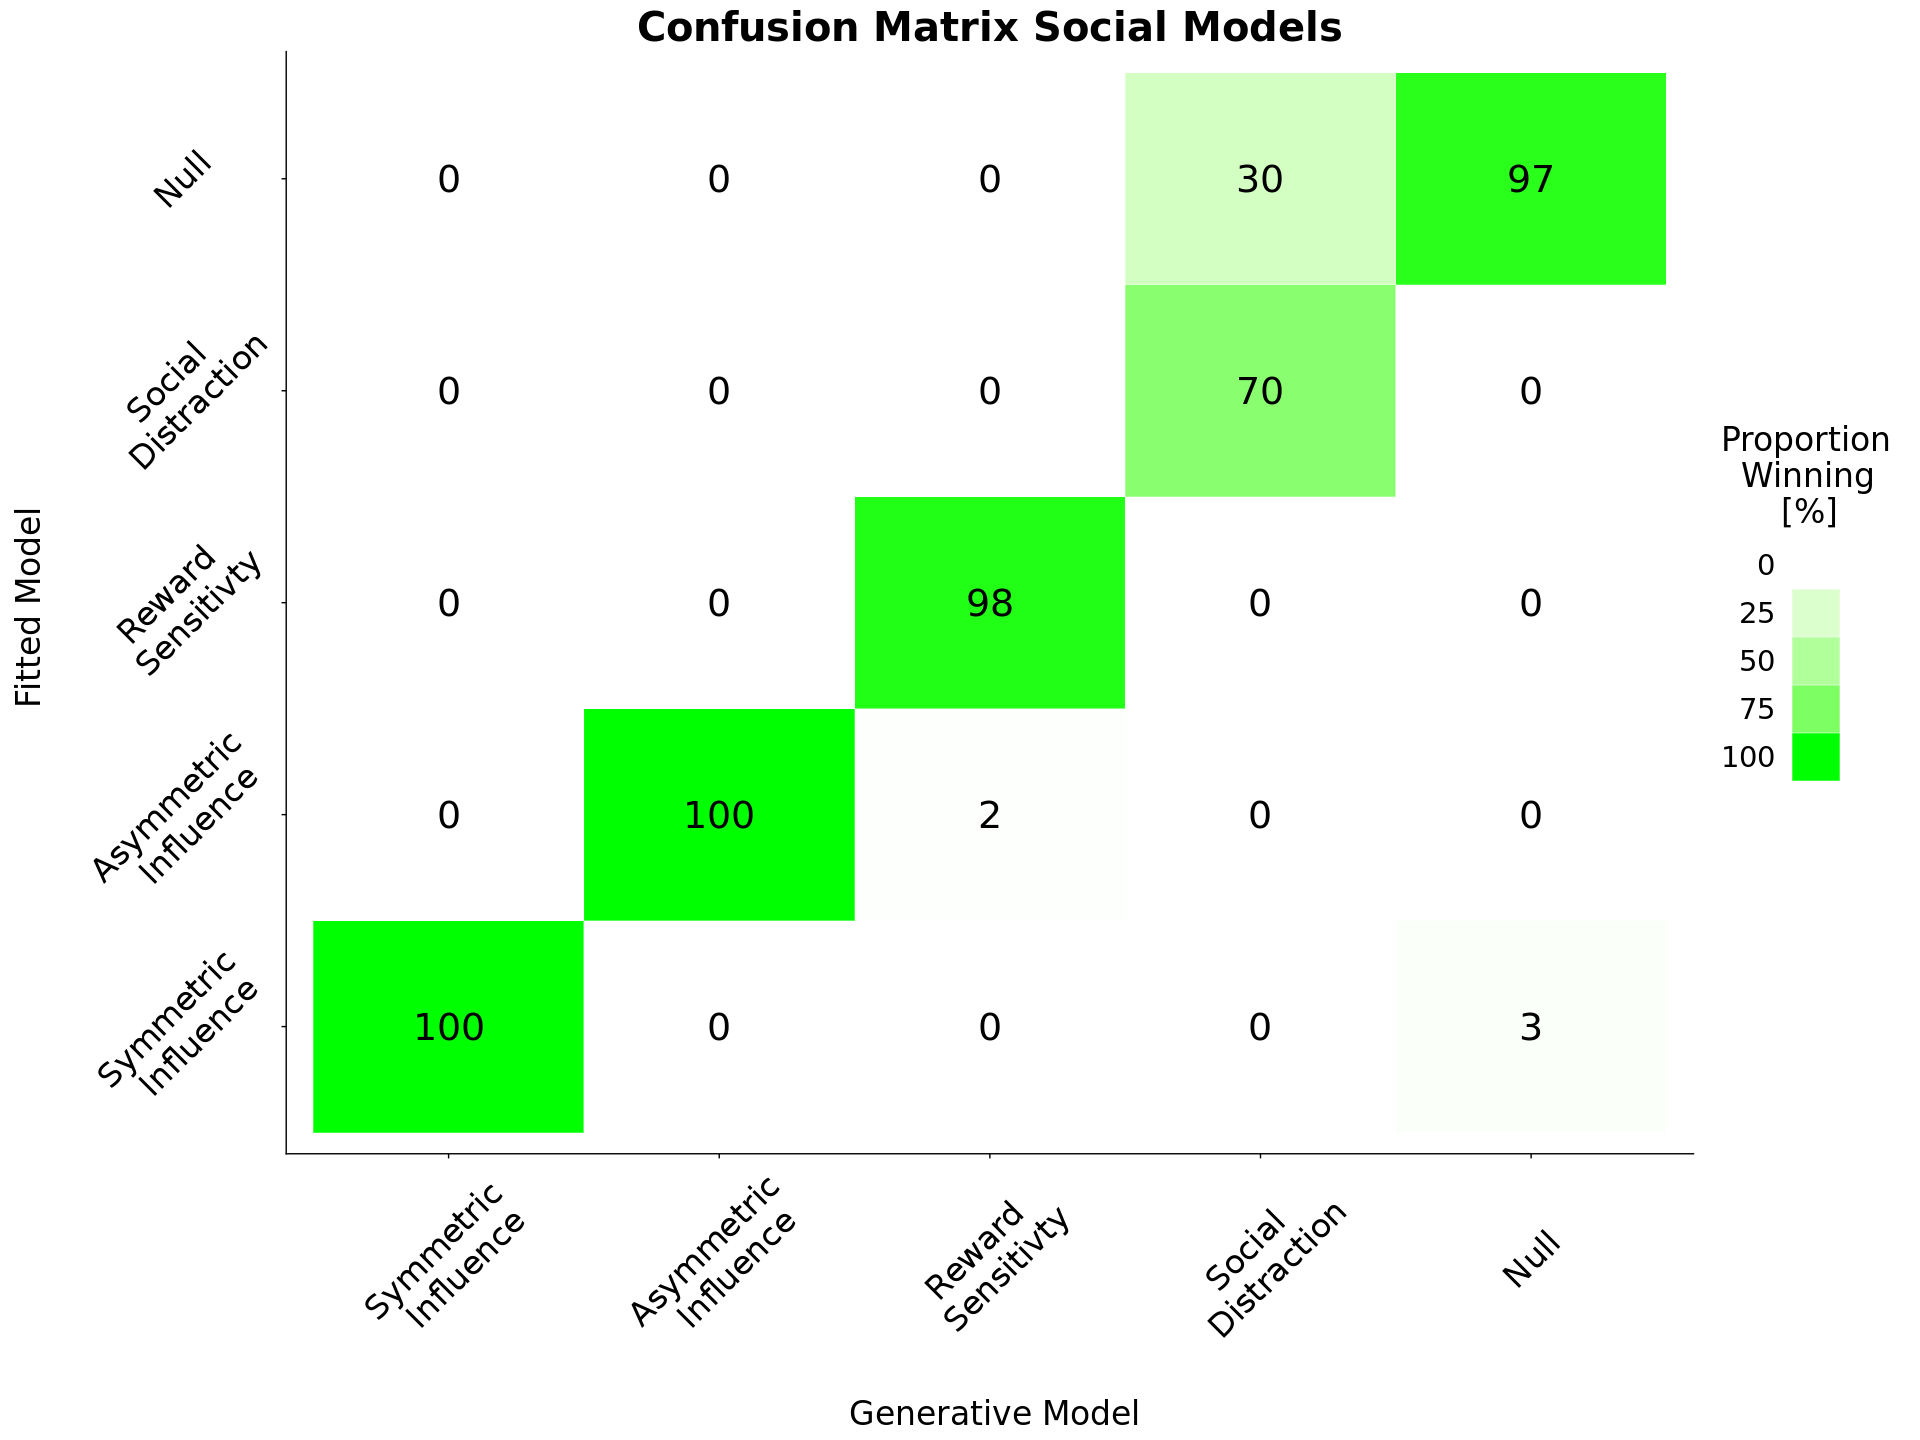 Confusion Matrix Social Models
Fitted Model
Null
0 0 0 30 97
Social
Distraction
0 0 0 70 0
Reward
Sensitivty
0 0 98 0 0
Asymmetric
Influence
0 100 2 0 0
Symmetric
Influence
100 0 0 0 3
Symmetric
Influence
Asymmetric
Influence
Reward
Sensitivty
Social
Distraction
Null
Generative Model
Proportion
Winning
[%]
0
25
50
75
100